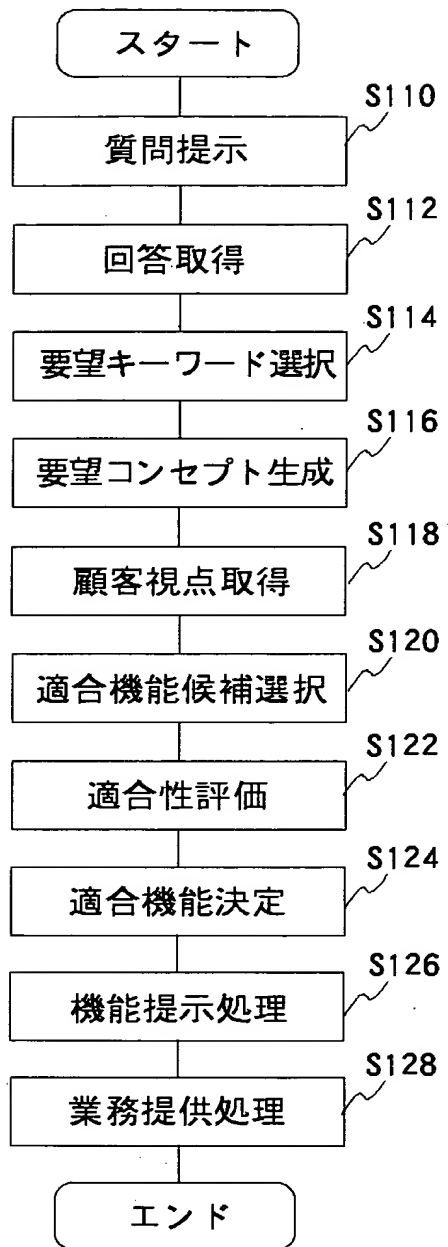 スタート
S110
質問提示
S112
回答取得
S114
要望キーワード選択
S116
要望コンセプト生成
S118
顧客視点取得
S120
適合機能候補選択
S122
適合性評価
S124
適合機能決定
S126
機能提示処理
S128
業務提供処理
エンド